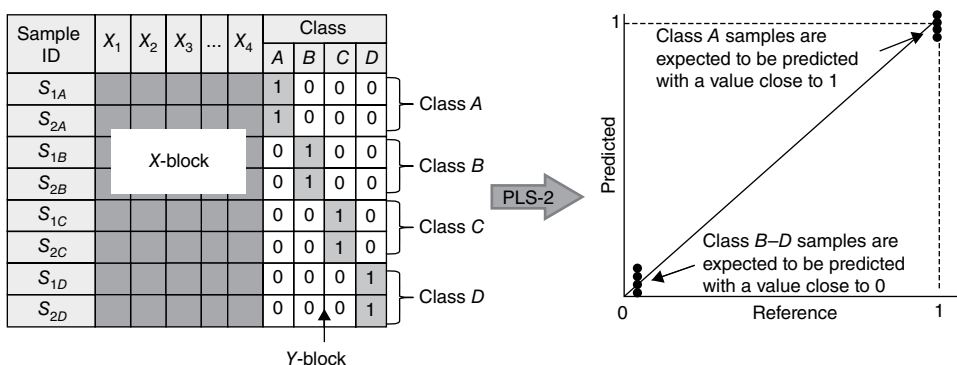 Sample ID X1 X2 X3 ... X4 Class
A B C D
S1A 1 0 0 0
S2A 1 0 0 0
Class A
S1B 0 1 0 0
S2B 0 1 0 0
Class B
X-block
S1C 0 0 1 0
S2C 0 0 1 0
Class C
S1D 0 0 0 1
S2D 0 0 0 1
Class D
Y-block
PLS-2
1
Class A samples are
expected to be predicted
with a value close to 1
Predicted
Class B–D samples are
expected to be predicted
with a value close to 0
0 Reference 1